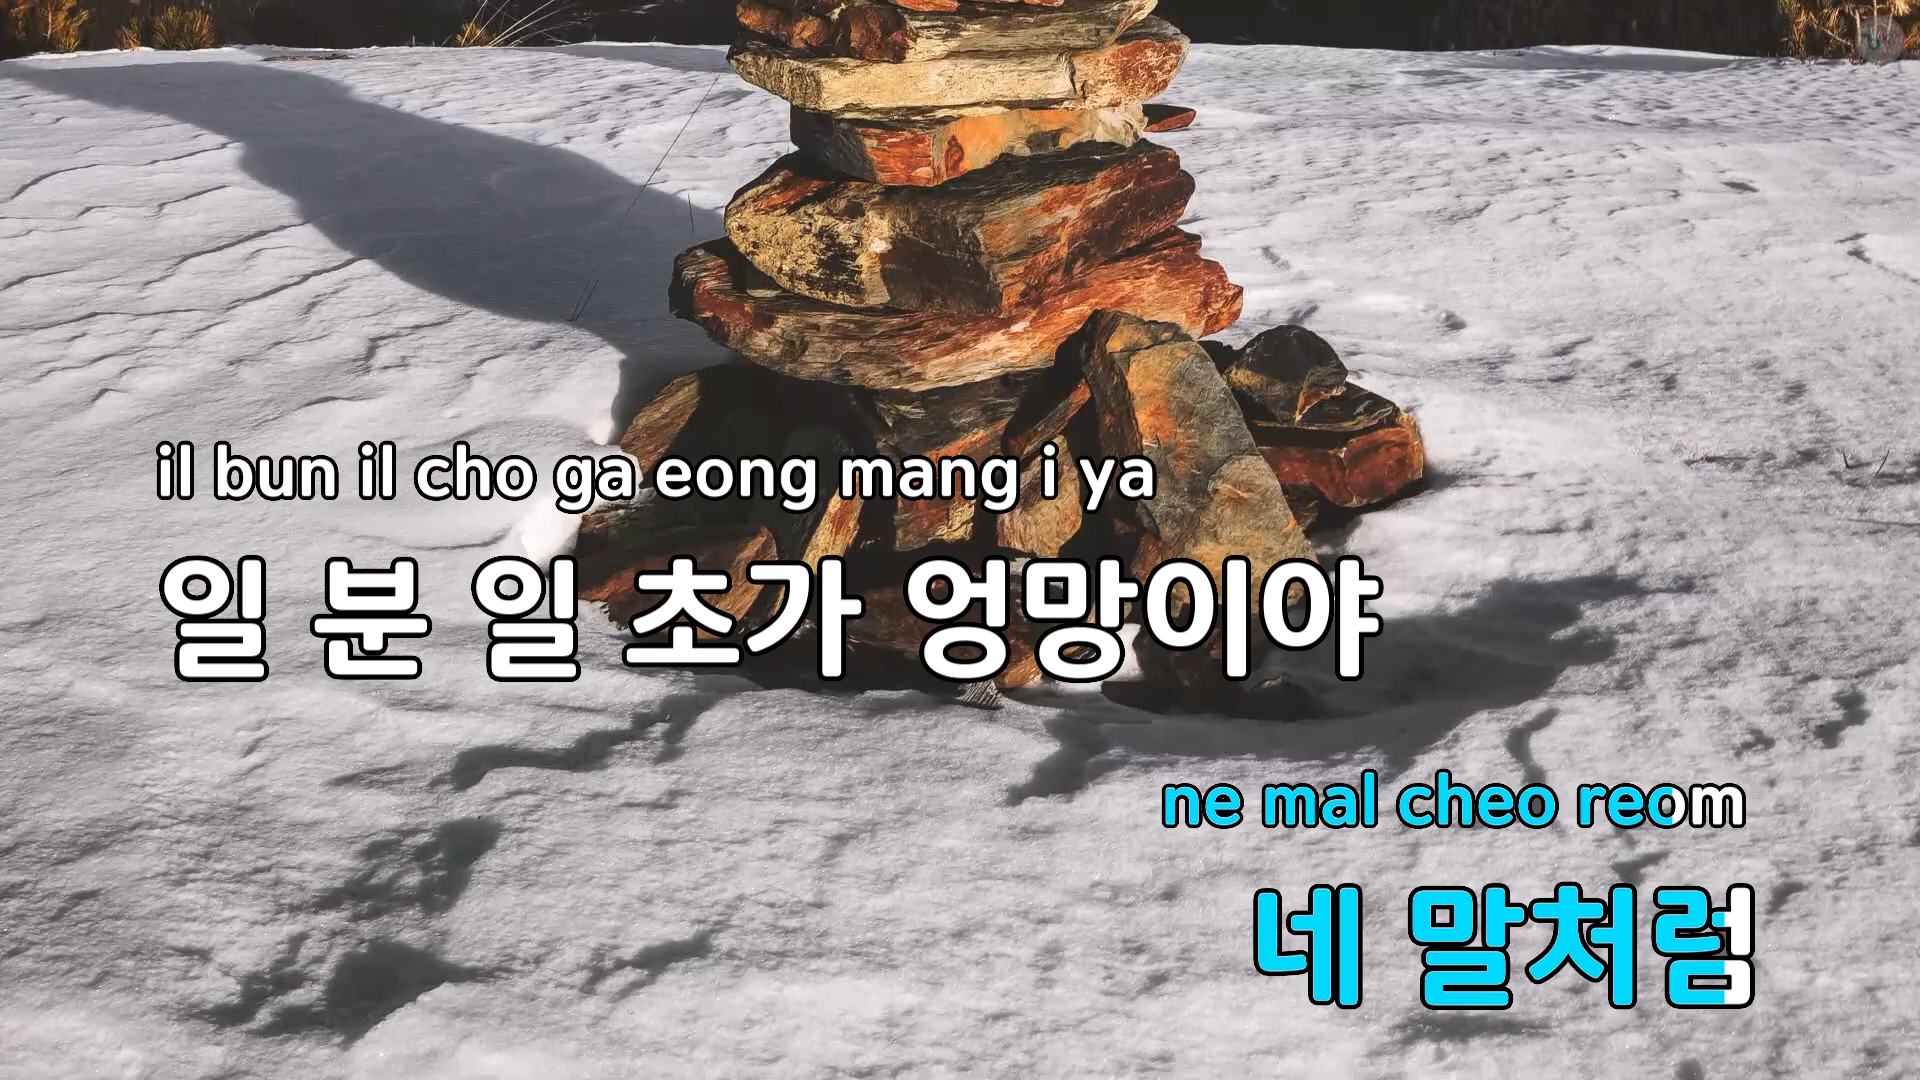 il bun il cho ga eong mang i ya
일 분 일 초가 엉망이야
ne mal cheo reom
네 말처럼